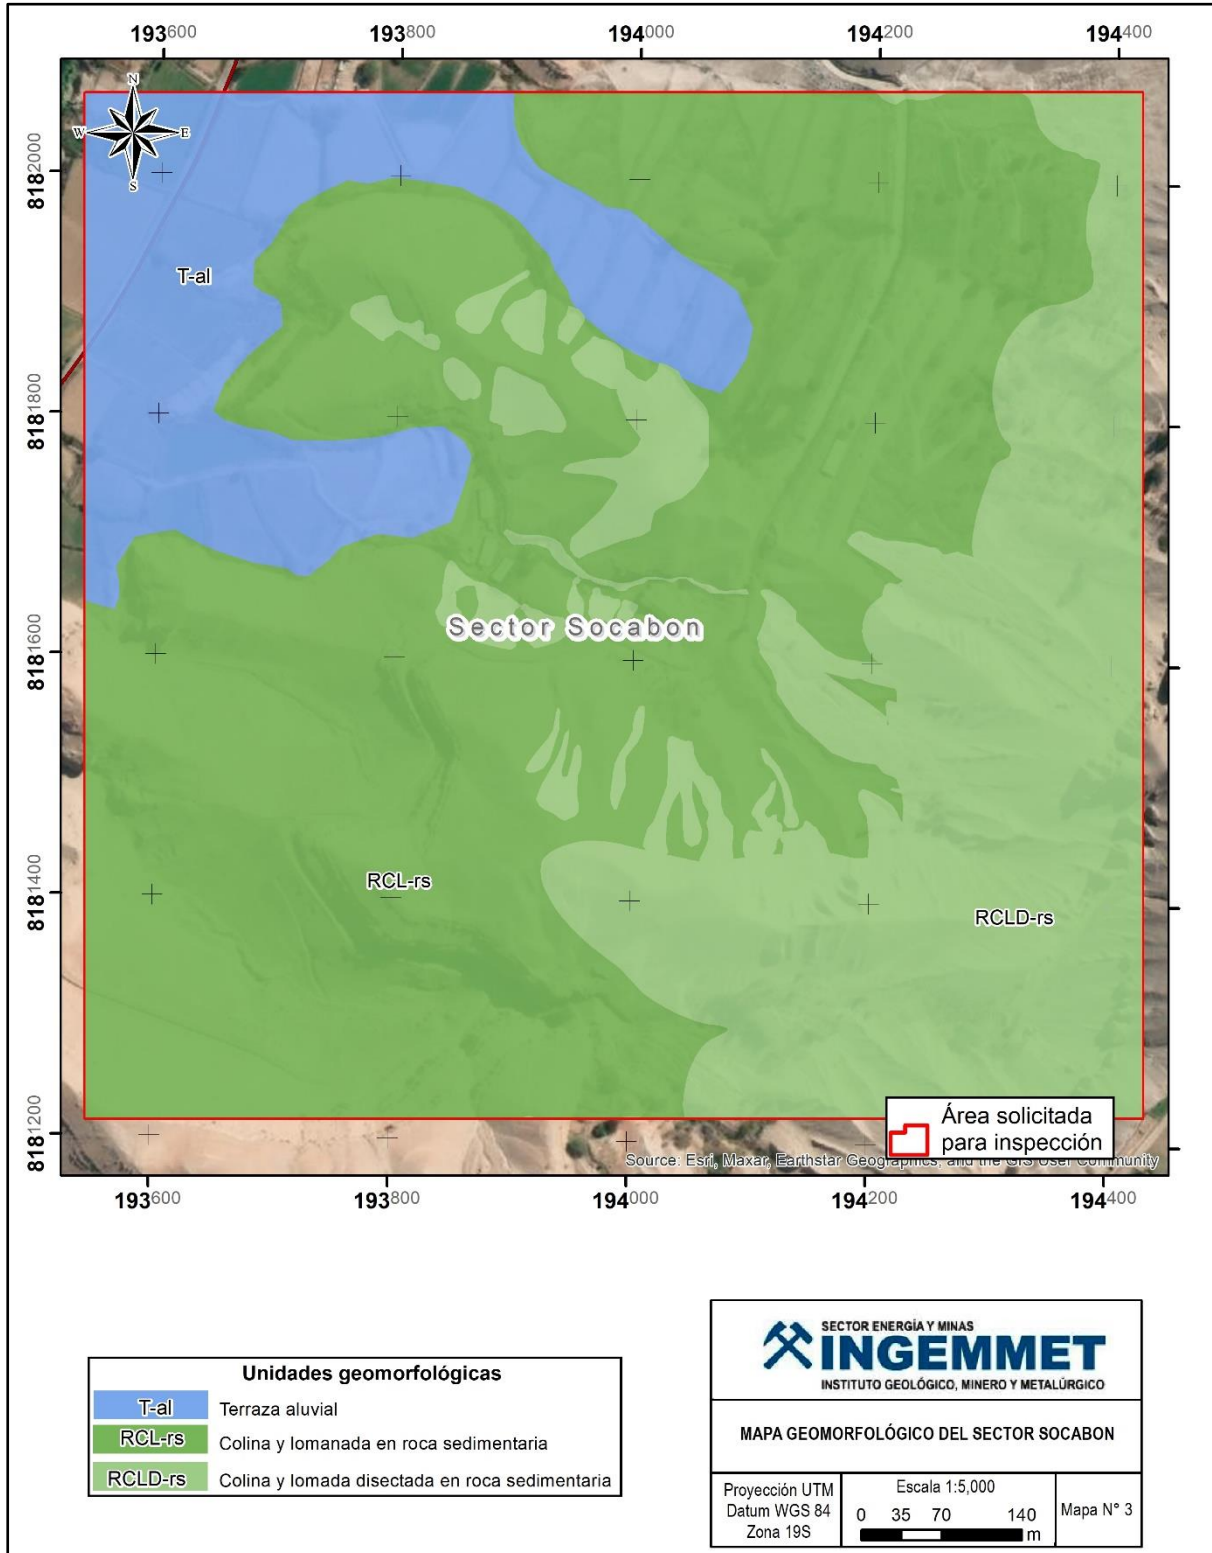 193600 193800 194000 194200 194400
N
W E
S
8182000
8181800
8181600
8181400
8181200
T-al
Sector Socabon
RCL-rs
RCLD-rs
Área solicitada
para inspección
Source: Esri, Maxar, Earthstar Geographics, and the GIS User Community
193600 193800 194000 194200 194400
Unidades geomorfológicas
T-al Terraza aluvial
RCL-rs Colina y lomanada en roca sedimentaria
RCLD-rs Colina y lomada disectada en roca sedimentaria
SECTOR ENERGÍA Y MINAS
INGEMMET
INSTITUTO GEOLÓGICO, MINERO Y METALÚRGICO
MAPA GEOMORFOLÓGICO DEL SECTOR SOCABON
Proyección UTM
Datum WGS 84
Zona 19S
Escala 1:5,000
0 35 70 140
m
Mapa N° 3